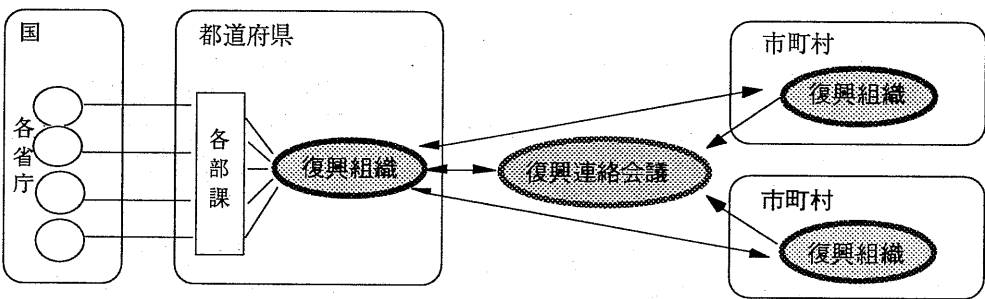 国
各省庁
都道府県
各部課
復興組織
復興連絡会議
市町村
復興組織
市町村
復興組織